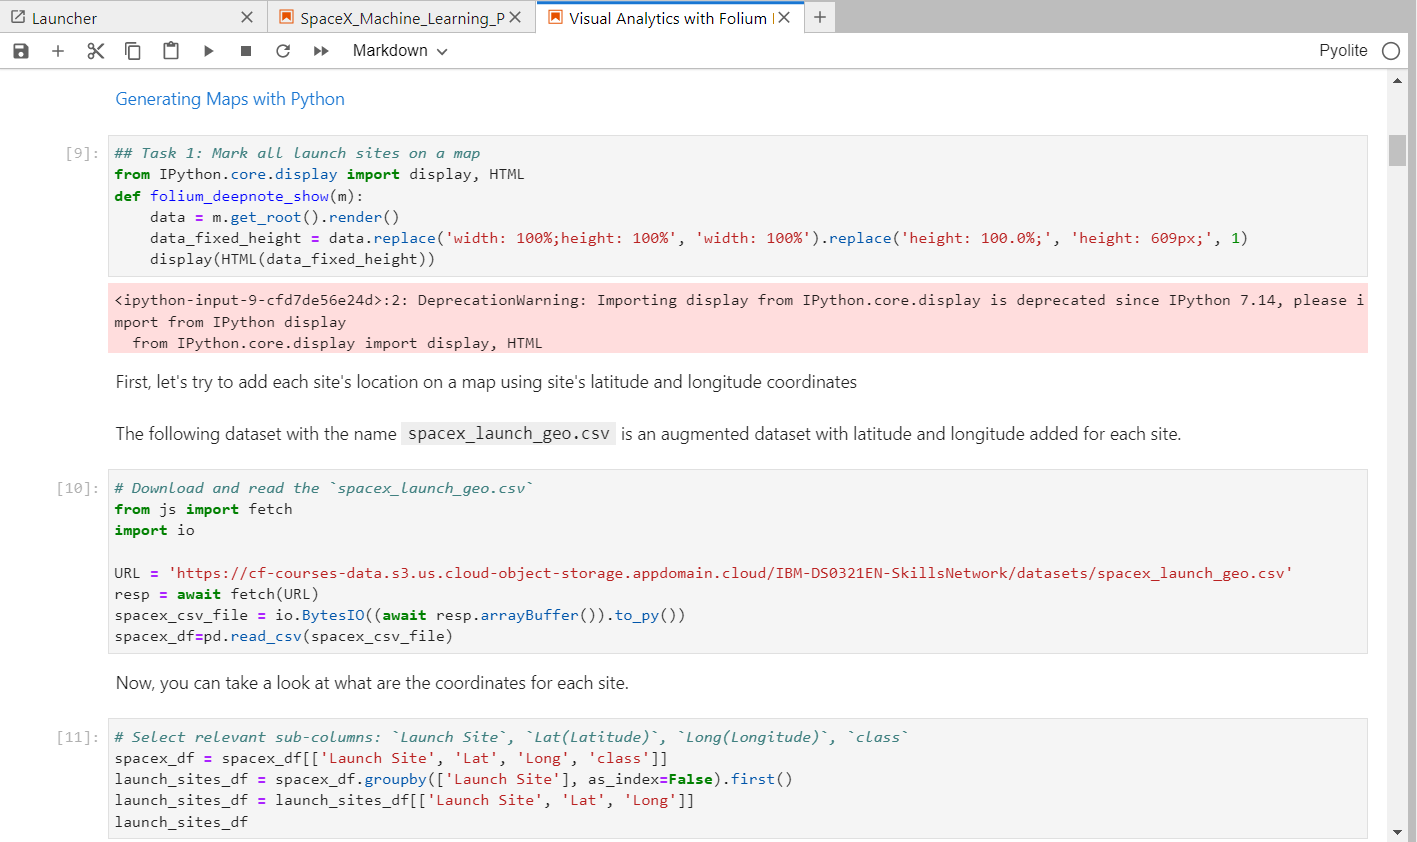 Launcher
SpaceX_Machine_Learning_P
Visual Analytics with Folium
Markdown
Pyolite
Generating Maps with Python
[9]:
## Task 1: Mark all launch sites on a map
from IPython.core.display import display, HTML
def folium_deepnote_show(m):
    data = m.get_root().render()
    data_fixed_height = data.replace('width: 100%;height: 100%', 'width: 100%').replace('height: 100.0%;', 'height: 609px;', 1)
    display(HTML(data_fixed_height))
<ipython-input-9-cfd7de56e24d>:2: DeprecationWarning: Importing display from IPython.core.display is deprecated since IPython 7.14, please i
mport from IPython display
  from IPython.core.display import display, HTML
First, let's try to add each site's location on a map using site's latitude and longitude coordinates
The following dataset with the name spacex_launch_geo.csv is an augmented dataset with latitude and longitude added for each site.
[10]:
# Download and read the `spacex_launch_geo.csv`
from js import fetch
import io
URL = 'https://cf-courses-data.s3.us.cloud-object-storage.appdomain.cloud/IBM-DS0321EN-SkillsNetwork/datasets/spacex_launch_geo.csv'
resp = await fetch(URL)
spacex_csv_file = io.BytesIO((await resp.arrayBuffer()).to_py())
spacex_df=pd.read_csv(spacex_csv_file)
Now, you can take a look at what are the coordinates for each site.
[11]:
# Select relevant sub-columns: `Launch Site`, `Lat(Latitude)`, `Long(Longitude)`, `class`
spacex_df = spacex_df[['Launch Site', 'Lat', 'Long', 'class']]
launch_sites_df = spacex_df.groupby(['Launch Site'], as_index=False).first()
launch_sites_df = launch_sites_df[['Launch Site', 'Lat', 'Long']]
launch_sites_df